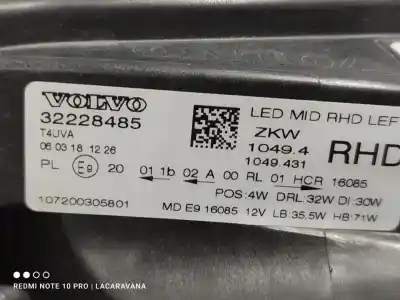 VOLVO
32228485
T4UVA
06 03 18 12 26
LED MID RHD LEFT
ZKW
1049.4
1049.431
RHD
PL E9 20 01 1b 02 A 00 RL 01 HCR 16085
POS:4W DRL:32W DI:30W
107200305801
MD E9 16085 12V LB:35,5W HB:71W
REDMI NOTE 10 PRO | LACARAVANA